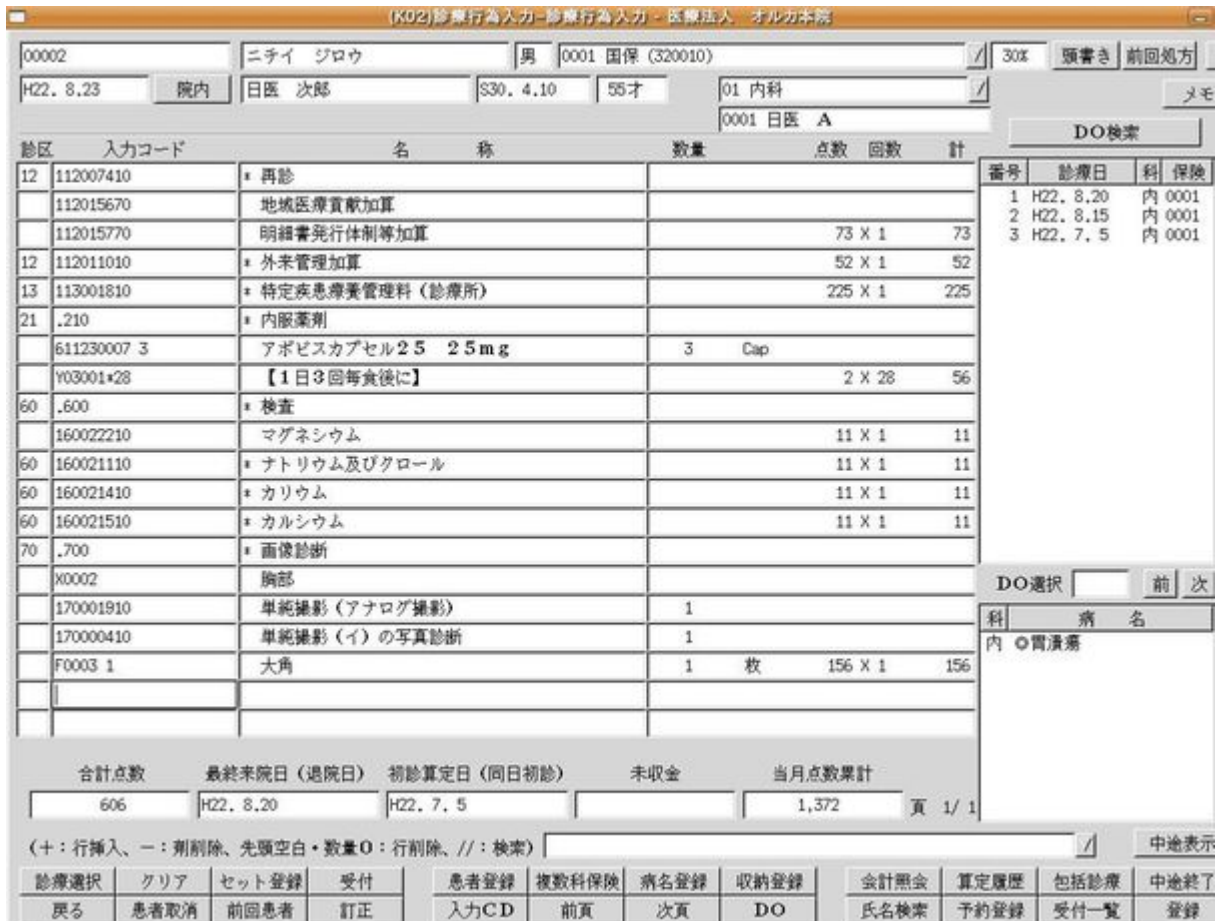 (K02)診療行為入力-診療行為入力 - 医療法人 オルカ本院
00002 ニチイ ジロウ 男 0001 国保 (320010) 30% 頭書き 前回処方
H22. 8.23 院内 日医 次郎 S30. 4.10 55才 01 内科 メモ
0001 日医 A
DO検索
診区 入力コード 名 称 数量 点数 回数 計
番号 診療日 科 保険
12 112007410 * 再診
1 H22. 8.20 内 0001
112015670 地域医療貢献加算
2 H22. 8.15 内 0001
112015770 明細書発行体制等加算 73 X 1 73
3 H22. 7. 5 内 0001
12 112011010 * 外来管理加算 52 X 1 52
13 113001810 * 特定疾患療養管理料（診療所） 225 X 1 225
21 .210 * 内服薬剤
611230007 3 アボビスカプセル25 25mg 3 Cap
Y03001*28 【1日3回毎食後に】 2 X 28 56
60 .600 * 検査
160022210 マグネシウム 11 X 1 11
60 160021110 * ナトリウム及びクロール 11 X 1 11
60 160021410 * カリウム 11 X 1 11
60 160021510 * カルシウム 11 X 1 11
70 .700 * 画像診断
X0002 胸部
DO選択 前 次
170001910 単純撮影（アナログ撮影） 1
科 病 名
170000410 単純撮影（イ）の写真診断 1
内 ◎胃潰瘍
F0003 1 大角 1 枚 156 X 1 156
合計点数 最終来院日（退院日） 初診算定日（同日初診） 未収金 当月点数累計
606 H22. 8.20 H22. 7. 5 1,372 頁 1/ 1
(+：行挿入、－：剤削除、先頭空白・数量0：行削除、//：検索) 中途表示
診療選択 クリア セット登録 受付 患者登録 複数科保険 病名登録 収納登録 会計照会 算定履歴 包括診療 中途終了
戻る 患者取消 前回患者 訂正 入力CD 前頁 次頁 DO 氏名検索 予約登録 受付一覧 登録